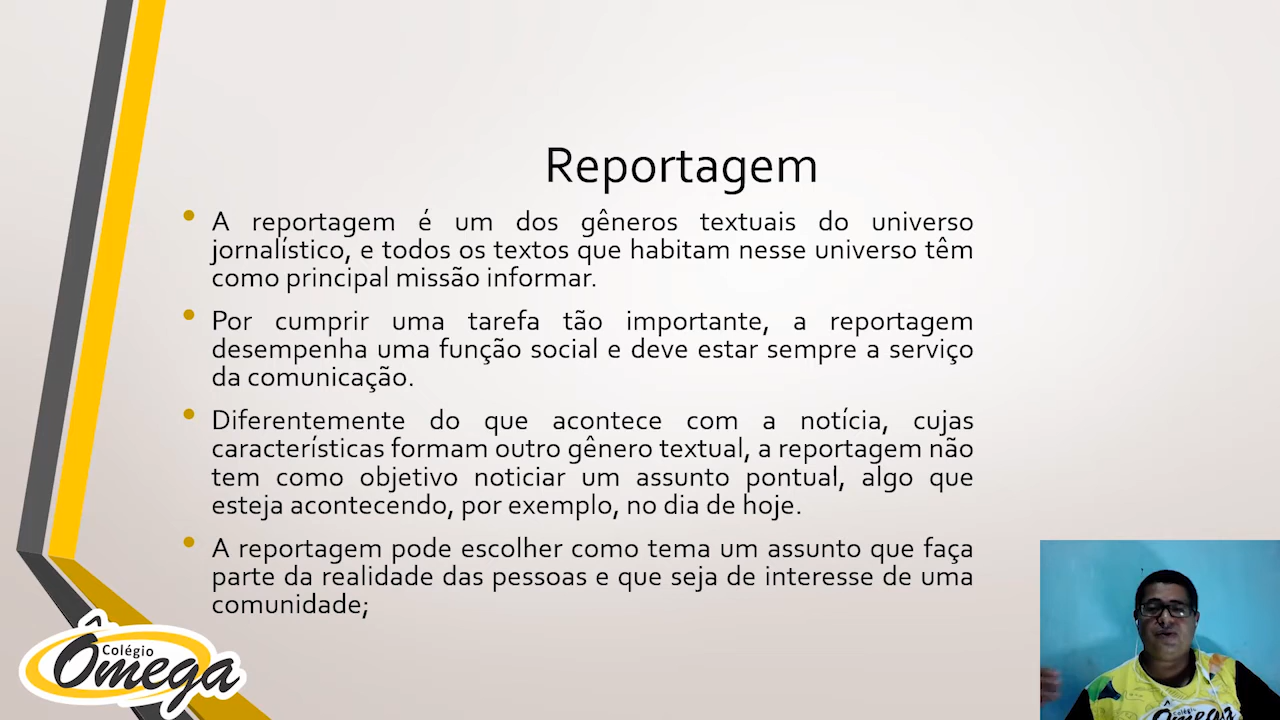 Reportagem
A reportagem é um dos gêneros textuais do universo
jornalístico, e todos os textos que habitam nesse universo têm
como principal missão informar.
Por cumprir uma tarefa tão importante, a reportagem
desempenha uma função social e deve estar sempre a serviço
da comunicação.
Diferentemente do que acontece com a notícia, cujas
características formam outro gênero textual, a reportagem não
tem como objetivo noticiar um assunto pontual, algo que
esteja acontecendo, por exemplo, no dia de hoje.
A reportagem pode escolher como tema um assunto que faça
parte da realidade das pessoas e que seja de interesse de uma
comunidade;
Colégio
Ômega
Colégio
Ômega